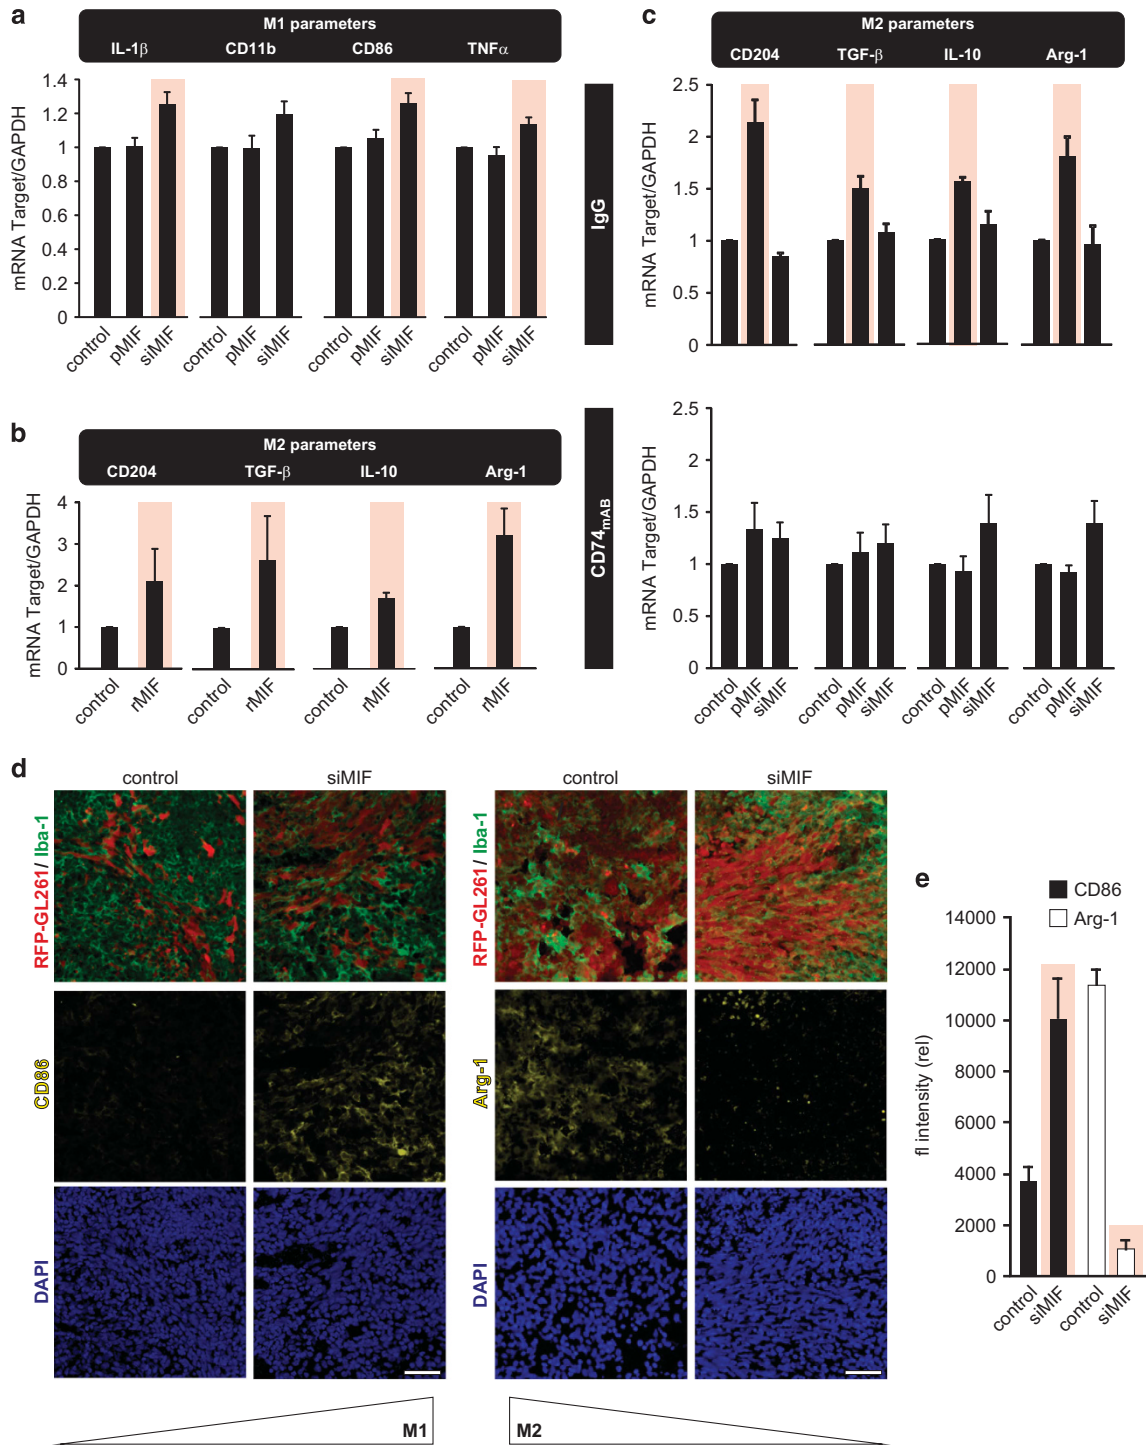 a
M1 parameters
IL-1β CD11b CD86 TNFα
mRNA Target/GAPDH
1.4
1.2
1
0.8
0.6
0.4
0.2
0
control pMIF siMIF control pMIF siMIF control pMIF siMIF control pMIF siMIF
b
M2 parameters
CD204 TGF-β IL-10 Arg-1
mRNA Target/GAPDH
4
3
2
1
0
control rMIF control rMIF control rMIF control rMIF
c
M2 parameters
CD204 TGF-β IL-10 Arg-1
IgG
mRNA Target/GAPDH
2.5
2
1.5
1
0.5
0
CD74mAB
mRNA Target/GAPDH
2.5
2
1.5
1
0.5
0
control pMIF siMIF control pMIF siMIF control pMIF siMIF control pMIF siMIF
d
control siMIF control siMIF
RFP-GL261/ Iba-1
CD86
DAPI
RFP-GL261/ Iba-1
Arg-1
DAPI
M1
M2
e
CD86
Arg-1
fl intensity (rel)
14000
12000
10000
8000
6000
4000
2000
0
control siMIF control siMIF